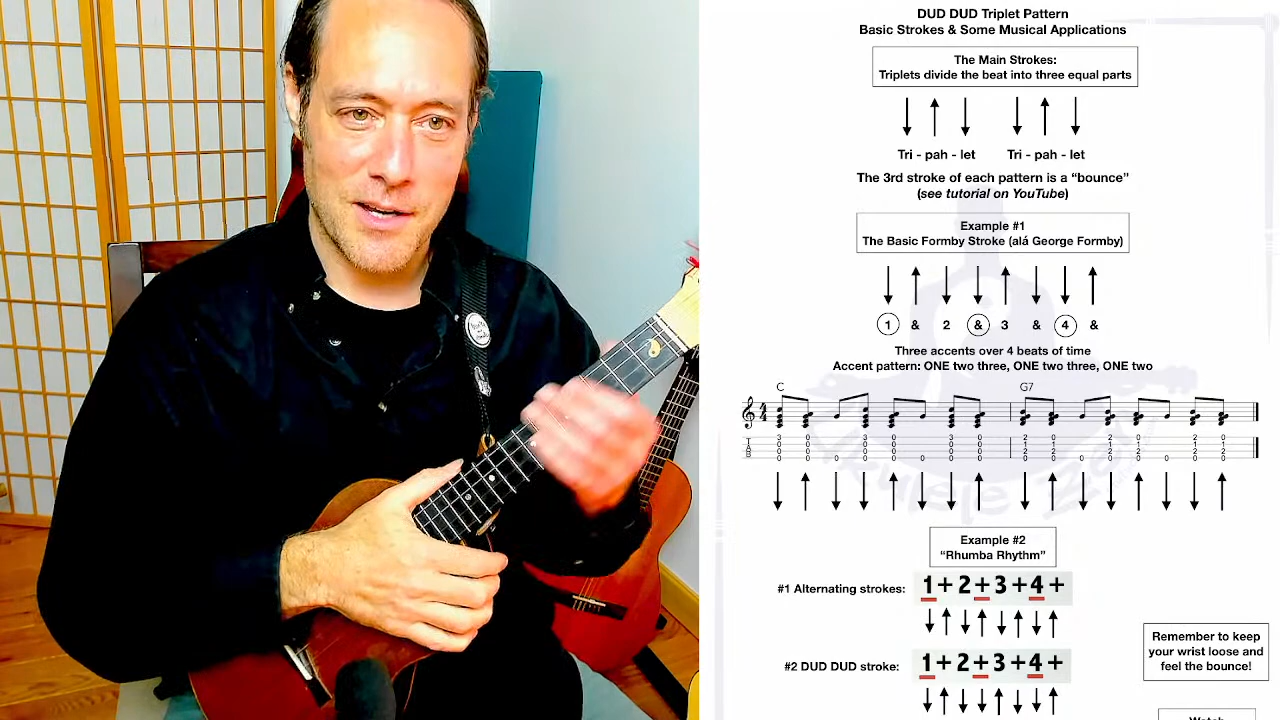 DUD DUD Triplet Pattern
Basic Strokes & Some Musical Applications
The Main Strokes:
Triplets divide the beat into three equal parts
Tri - pah - let Tri - pah - let
The 3rd stroke of each pattern is a “bounce”
(see tutorial on YouTube)
Example #1
The Basic Formby Stroke (alá George Formby)
1 & 2 & 3 & 4 &
Three accents over 4 beats of time
Accent pattern: ONE two three, ONE two three, ONE two
C G7
Example #2
“Rhumba Rhythm”
#1 Alternating strokes: 1+2+3+4+
#2 DUD DUD stroke: 1+2+3+4+
Remember to keep
your wrist loose and
feel the bounce!
Watch